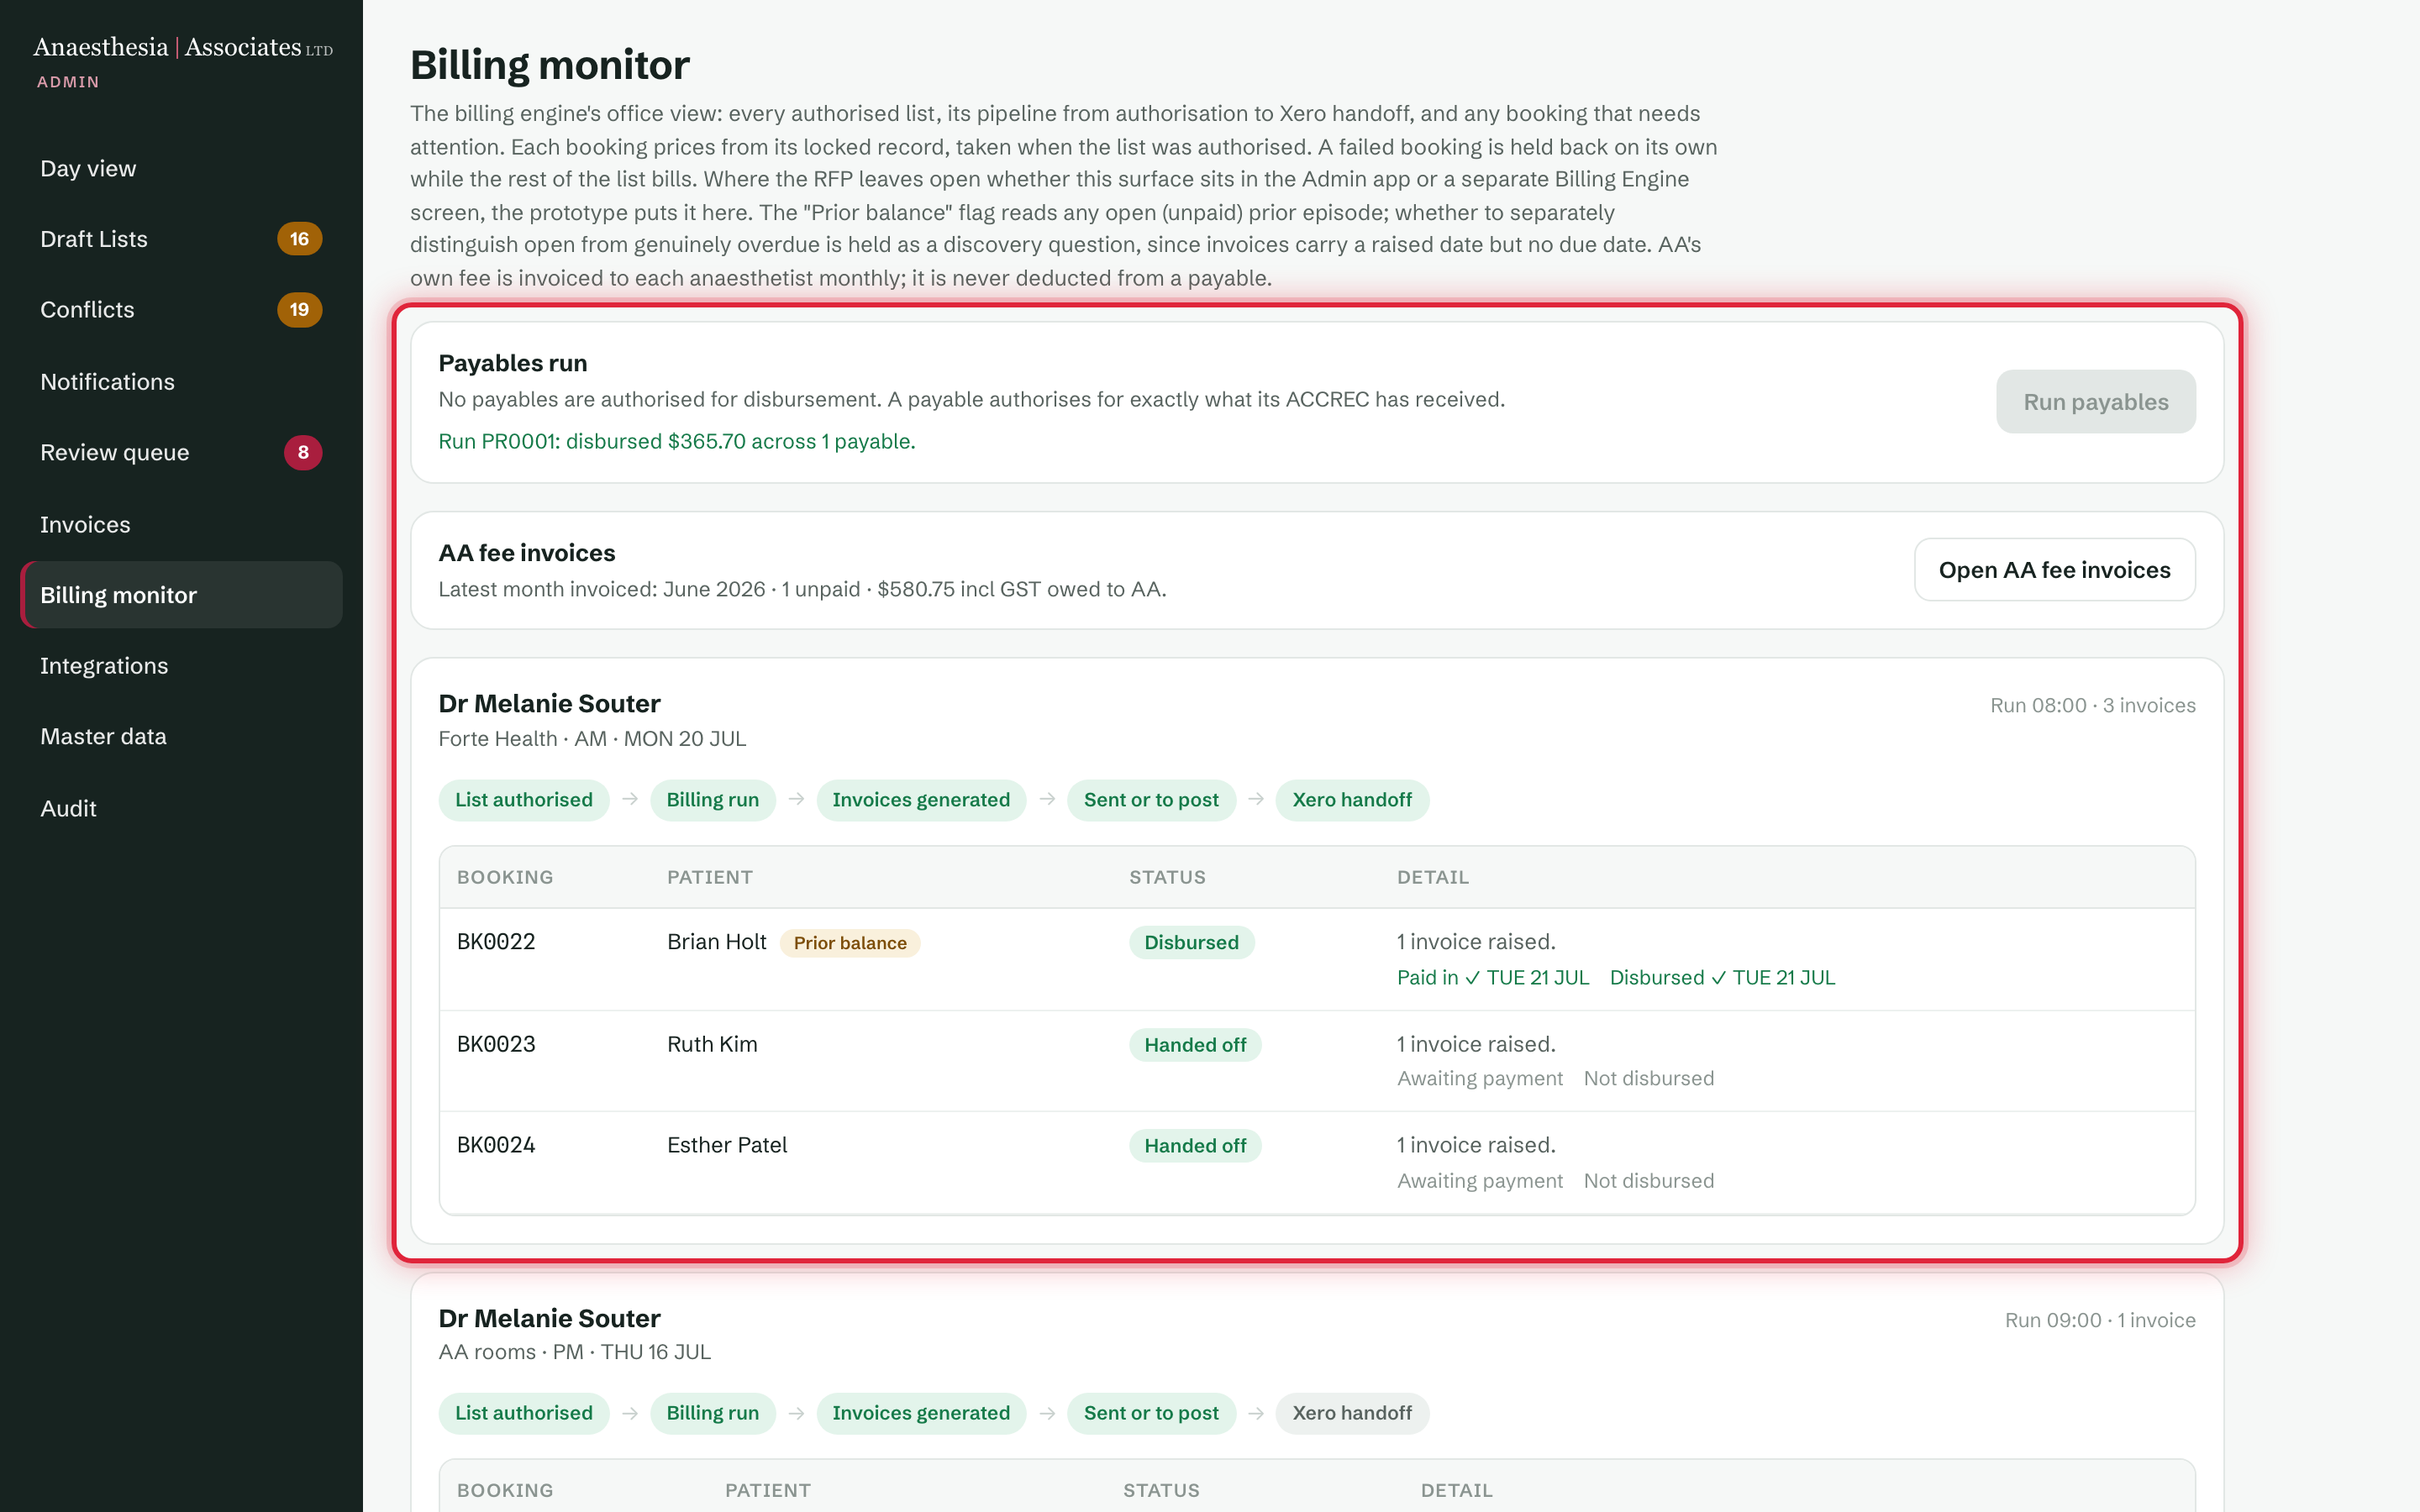 Anaesthesia | Associates LTD
ADMIN
Day view
Draft Lists 16
Conflicts 19
Notifications
Review queue 8
Invoices
Billing monitor
Integrations
Master data
Audit
Billing monitor
The billing engine's office view: every authorised list, its pipeline from authorisation to Xero handoff, and any booking that needs
attention. Each booking prices from its locked record, taken when the list was authorised. A failed booking is held back on its own
while the rest of the list bills. Where the RFP leaves open whether this surface sits in the Admin app or a separate Billing Engine
screen, the prototype puts it here. The "Prior balance" flag reads any open (unpaid) prior episode; whether to separately
distinguish open from genuinely overdue is held as a discovery question, since invoices carry a raised date but no due date. AA's
own fee is invoiced to each anaesthetist monthly; it is never deducted from a payable.
Payables run
No payables are authorised for disbursement. A payable authorises for exactly what its ACCREC has received.
Run PR0001: disbursed $365.70 across 1 payable.
Run payables
AA fee invoices
Latest month invoiced: June 2026 · 1 unpaid · $580.75 incl GST owed to AA.
Open AA fee invoices
Dr Melanie Souter
Run 08:00 · 3 invoices
Forte Health · AM · MON 20 JUL
List authorised → Billing run → Invoices generated → Sent or to post → Xero handoff
BOOKING PATIENT STATUS DETAIL
BK0022 Brian Holt Prior balance Disbursed 1 invoice raised.
Paid in ✓ TUE 21 JUL Disbursed ✓ TUE 21 JUL
BK0023 Ruth Kim Handed off 1 invoice raised.
Awaiting payment Not disbursed
BK0024 Esther Patel Handed off 1 invoice raised.
Awaiting payment Not disbursed
Dr Melanie Souter
Run 09:00 · 1 invoice
AA rooms · PM · THU 16 JUL
List authorised → Billing run → Invoices generated → Sent or to post → Xero handoff
BOOKING PATIENT STATUS DETAIL